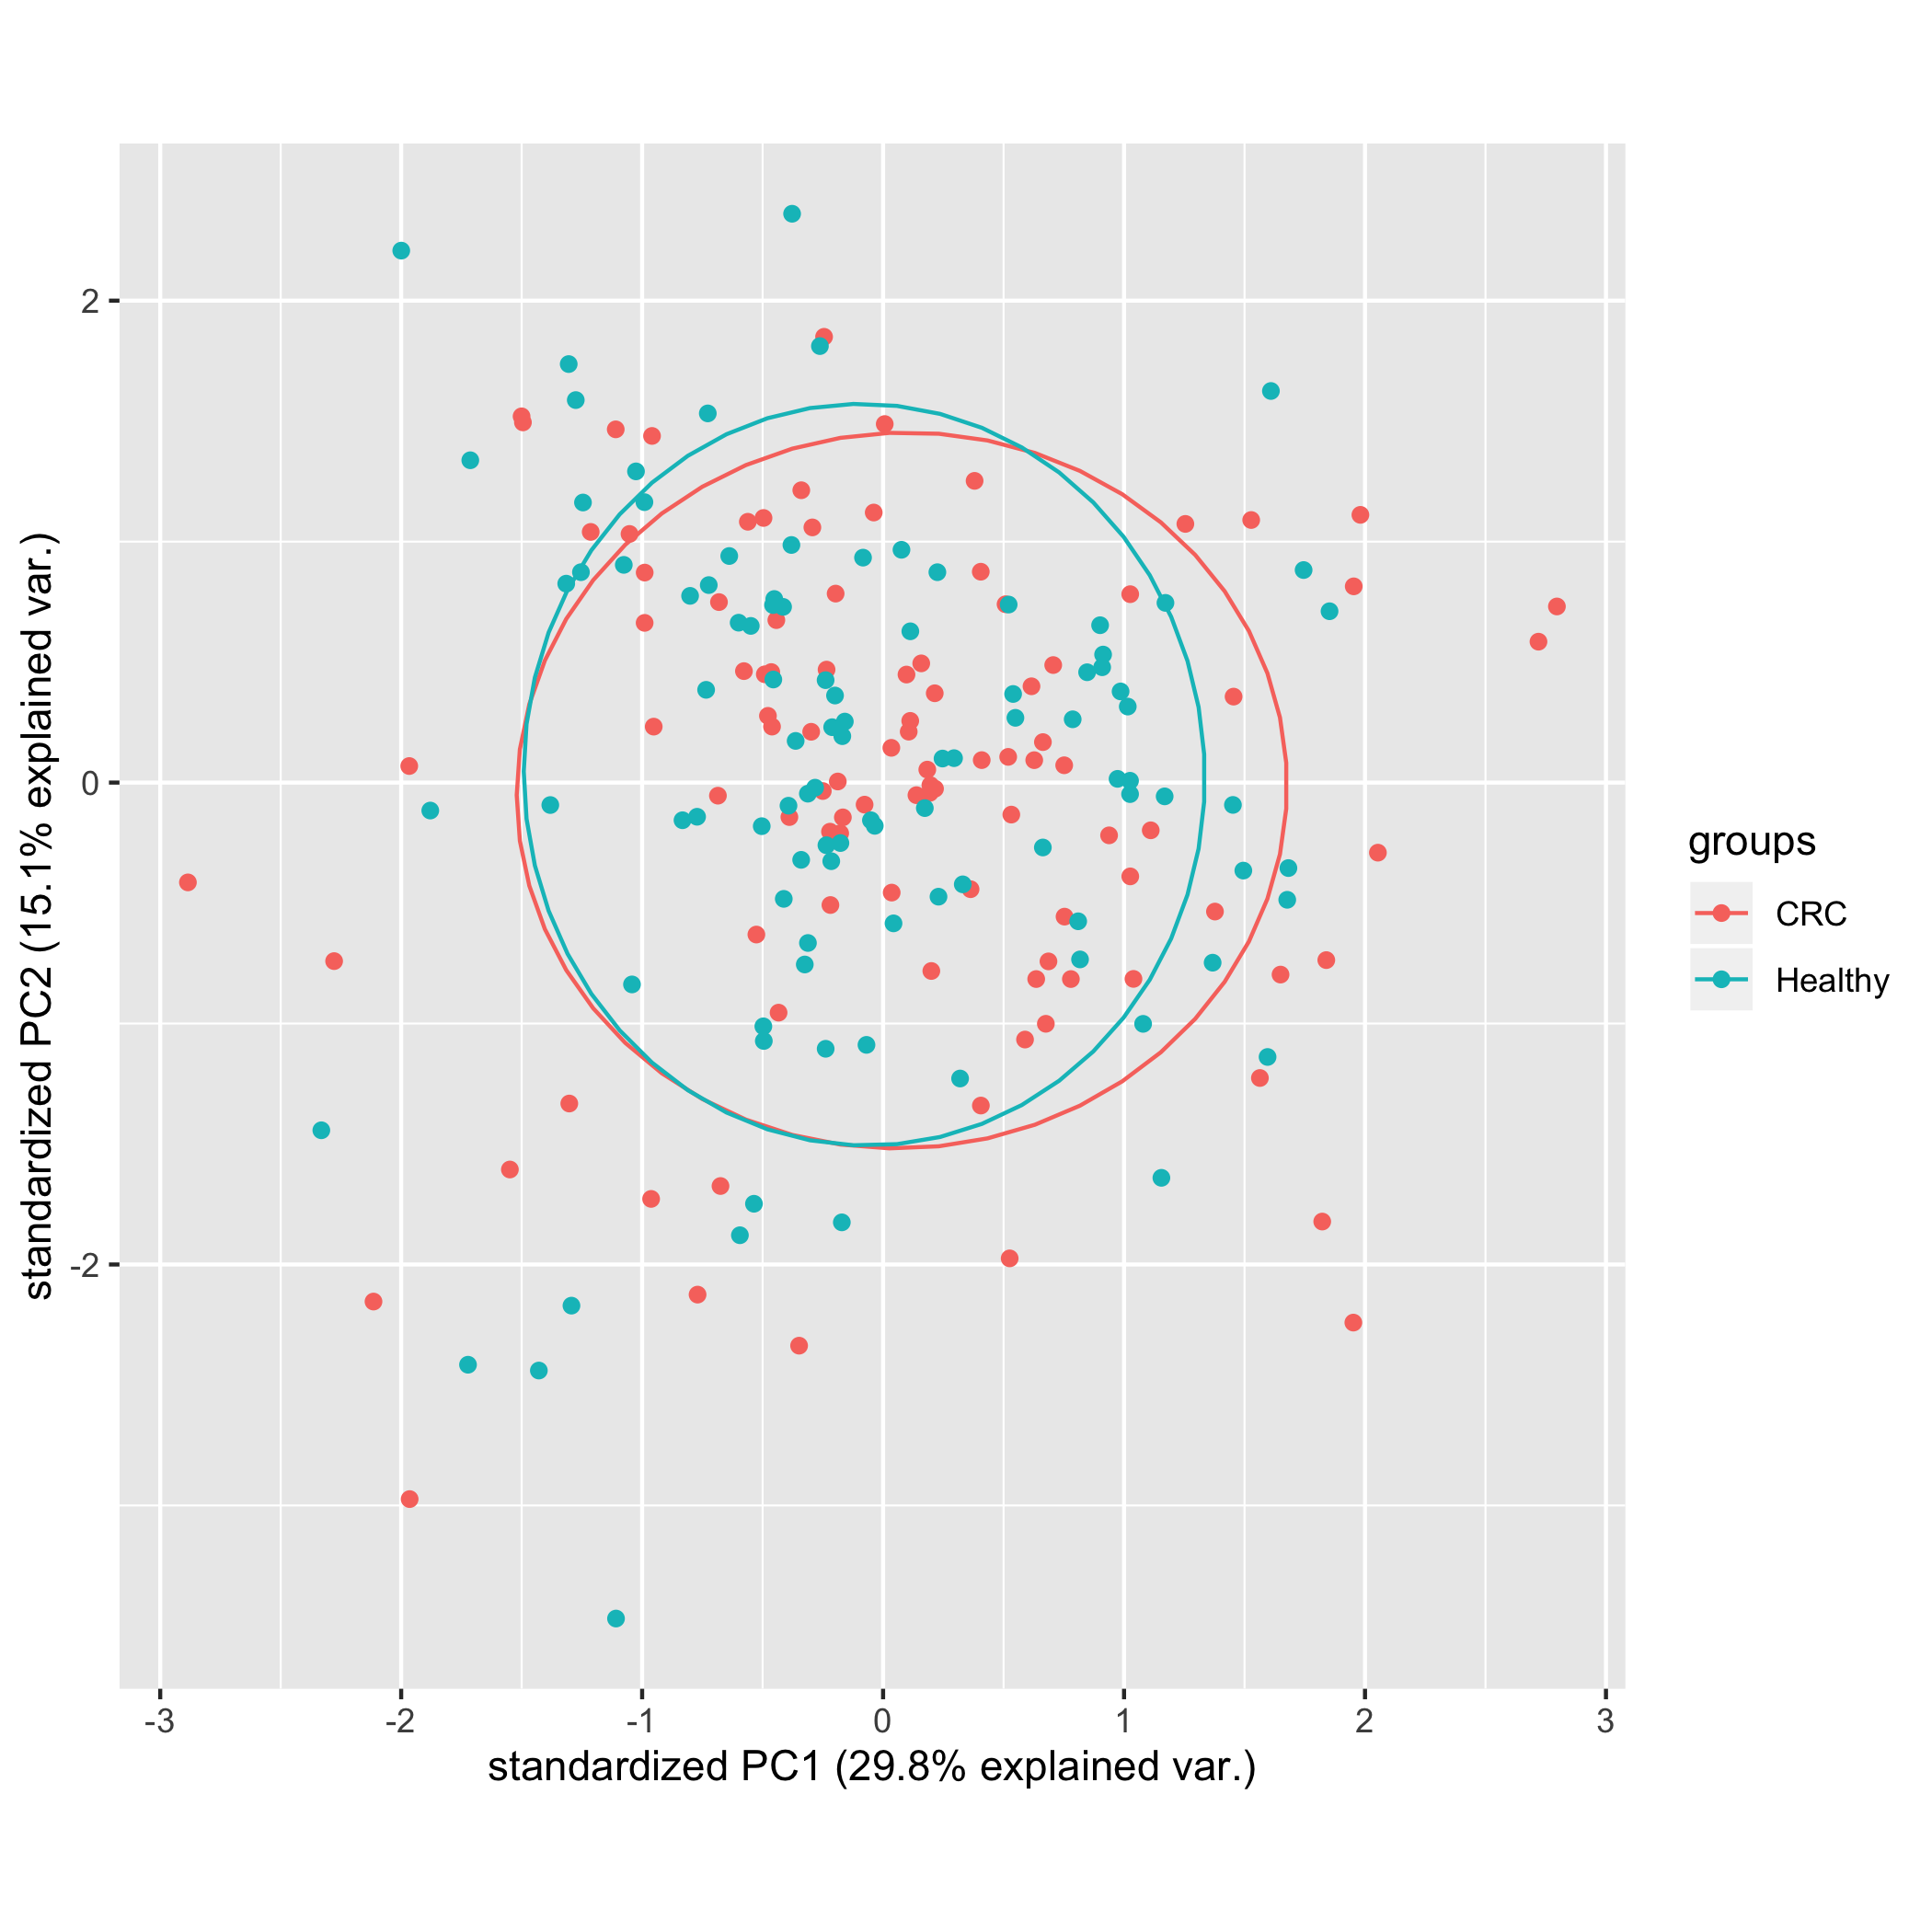 standardized PC2 (15.1% explained var.)
2
0
-2
-3 -2 -1 0 1 2 3
standardized PC1 (29.8% explained var.)
groups
CRC
Healthy